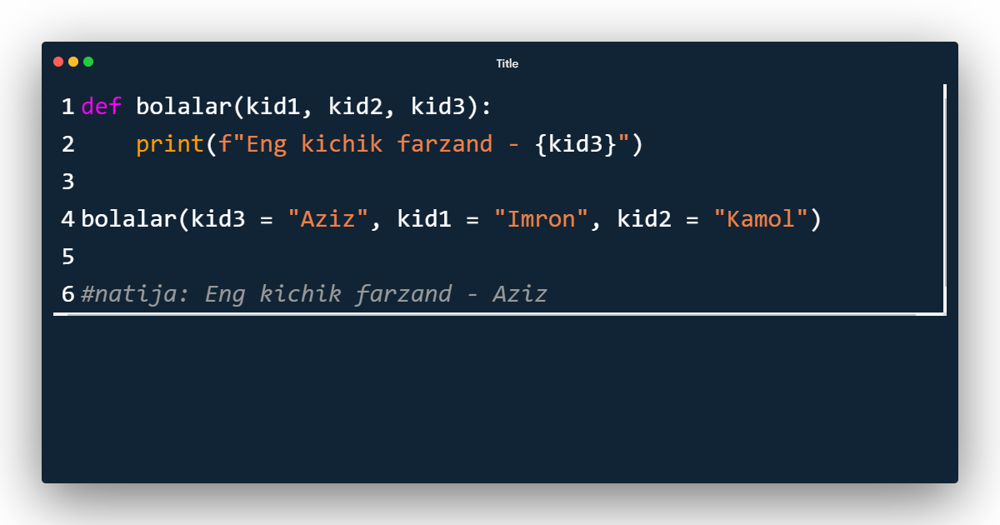 Title
1 def bolalar(kid1, kid2, kid3):
2     print(f"Eng kichik farzand - {kid3}")
3
4 bolalar(kid3 = "Aziz", kid1 = "Imron", kid2 = "Kamol")
5
6 #natija: Eng kichik farzand - Aziz